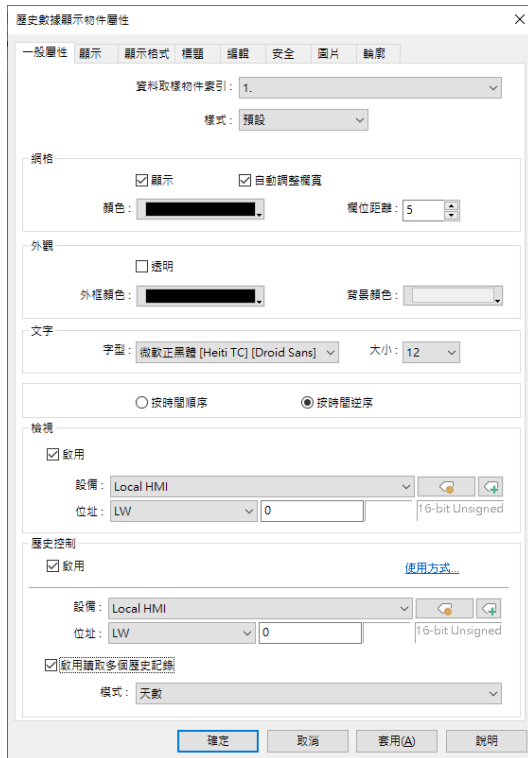 歷史數據顯示物件屬性
一般屬性 顯示 顯示格式 標題 編輯 安全 圖片 輪廓
資料取樣物件索引 : 1.
樣式 : 預設
網格
顯示 自動調整欄寬
顏色 : 欄位距離 : 5
外觀
透明
外框顏色 : 背景顏色 :
文字
字型 : 微軟正黑體 [Heiti TC] [Droid Sans] 大小 : 12
按時間順序 按時間逆序
檢視
啟用
設備 : Local HMI
位址 : LW 0 16-bit Unsigned
歷史控制
啟用 使用方式...
設備 : Local HMI
位址 : LW 0 16-bit Unsigned
啟用讀取多個歷史記錄
模式 : 天數
確定 取消 套用(A) 說明